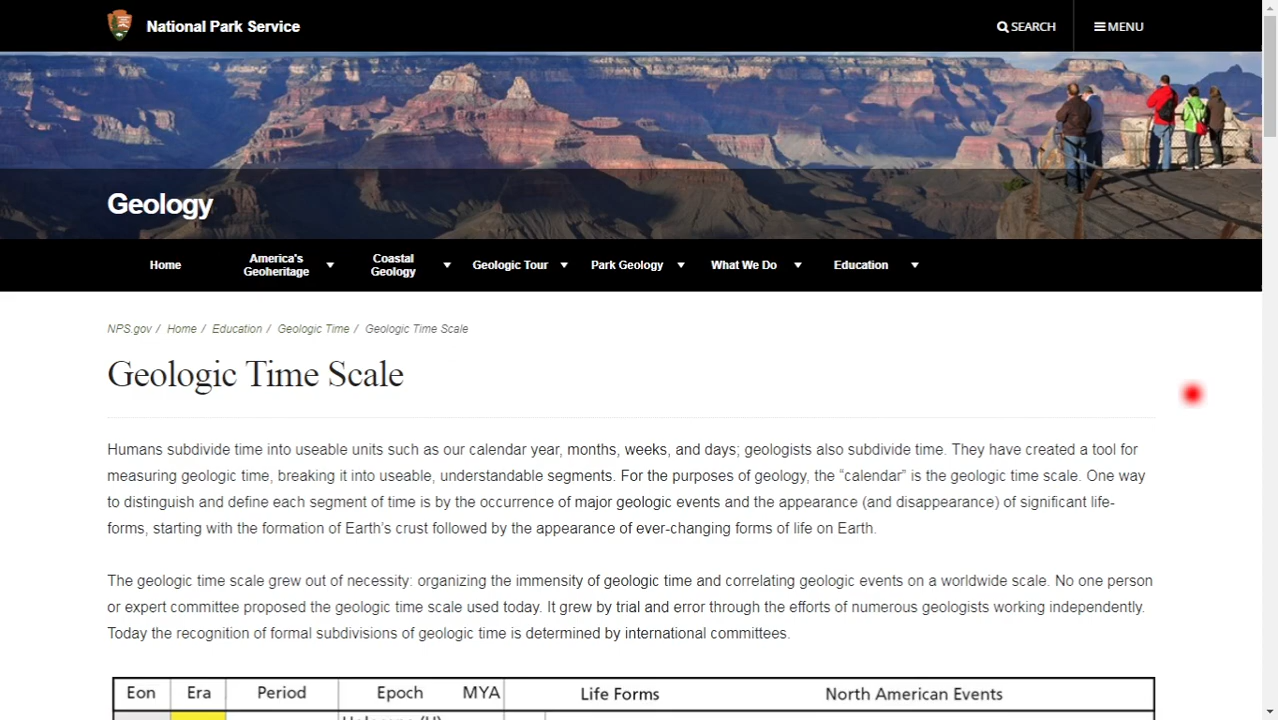 National Park Service
SEARCH
MENU
Geology
Home
America's
Geoheritage
Coastal
Geology
Geologic Tour
Park Geology
What We Do
Education
NPS.gov / Home / Education / Geologic Time / Geologic Time Scale
Geologic Time Scale
Humans subdivide time into useable units such as our calendar year, months, weeks, and days; geologists also subdivide time. They have created a tool for
measuring geologic time, breaking it into useable, understandable segments. For the purposes of geology, the “calendar” is the geologic time scale. One way
to distinguish and define each segment of time is by the occurrence of major geologic events and the appearance (and disappearance) of significant life-
forms, starting with the formation of Earth’s crust followed by the appearance of ever-changing forms of life on Earth.
The geologic time scale grew out of necessity: organizing the immensity of geologic time and correlating geologic events on a worldwide scale. No one person
or expert committee proposed the geologic time scale used today. It grew by trial and error through the efforts of numerous geologists working independently.
Today the recognition of formal subdivisions of geologic time is determined by international committees.
Eon Era Period Epoch MYA Life Forms North American Events
Holocene (H)